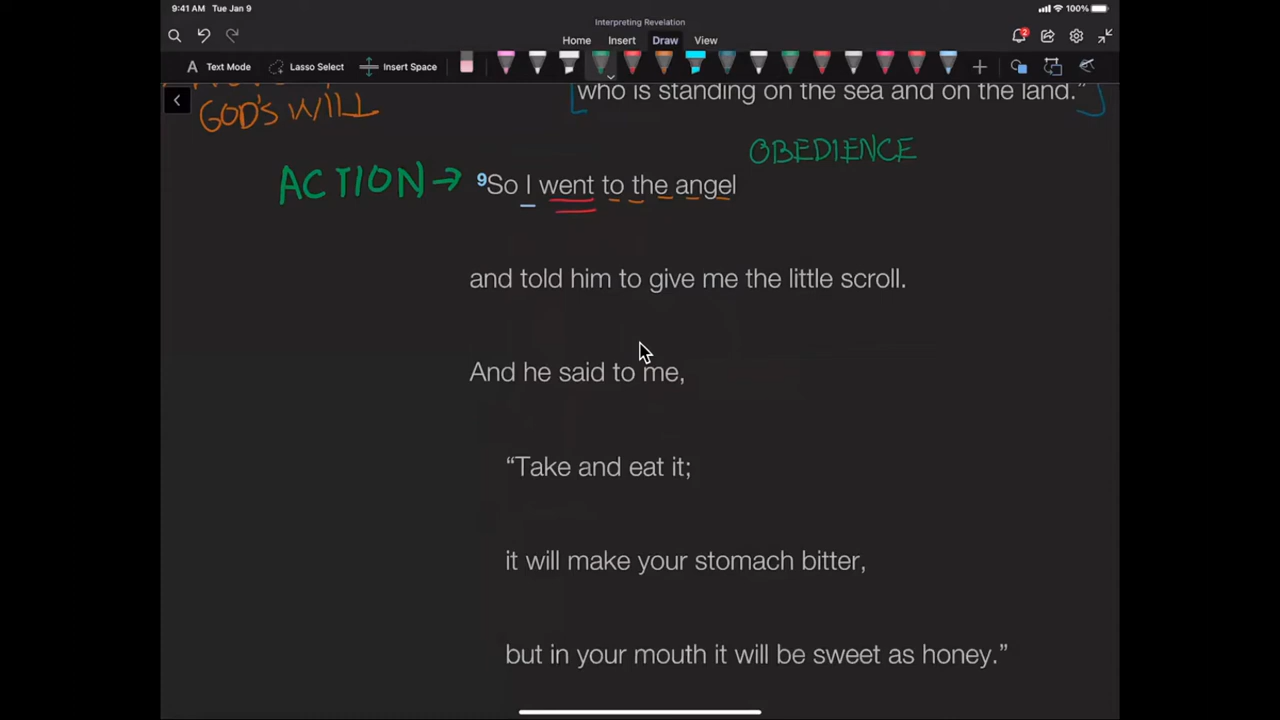 9:41 AM Tue Jan 9
100%
Interpreting Revelation
Home Insert Draw View
2
Text Mode Lasso Select Insert Space
GOD'S WILL
who is standing on the sea and on the land.”
OBEDIENCE
ACTION → 9So I went to the angel
and told him to give me the little scroll.
And he said to me,
“Take and eat it;
it will make your stomach bitter,
but in your mouth it will be sweet as honey.”